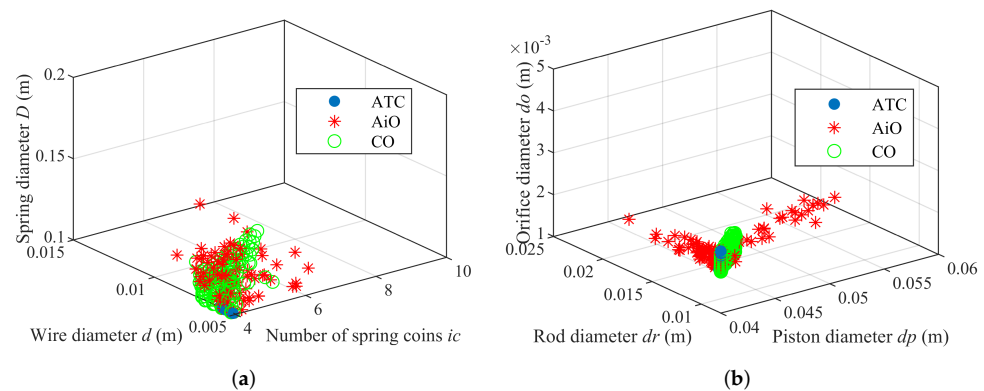 0.2
0.15
0.1
Spring diameter D (m)
0.015
0.01
0.005
Wire diameter d (m)
4
6
8
10
Number of spring coins ic
ATC
AiO
CO
(a)
×10⁻³
5
4
3
2
1
Orifice diameter do (m)
0.025
0.02
0.015
0.01
Rod diameter dr (m)
0.04
0.045
0.05
0.055
0.06
Piston diameter dp (m)
ATC
AiO
CO
(b)